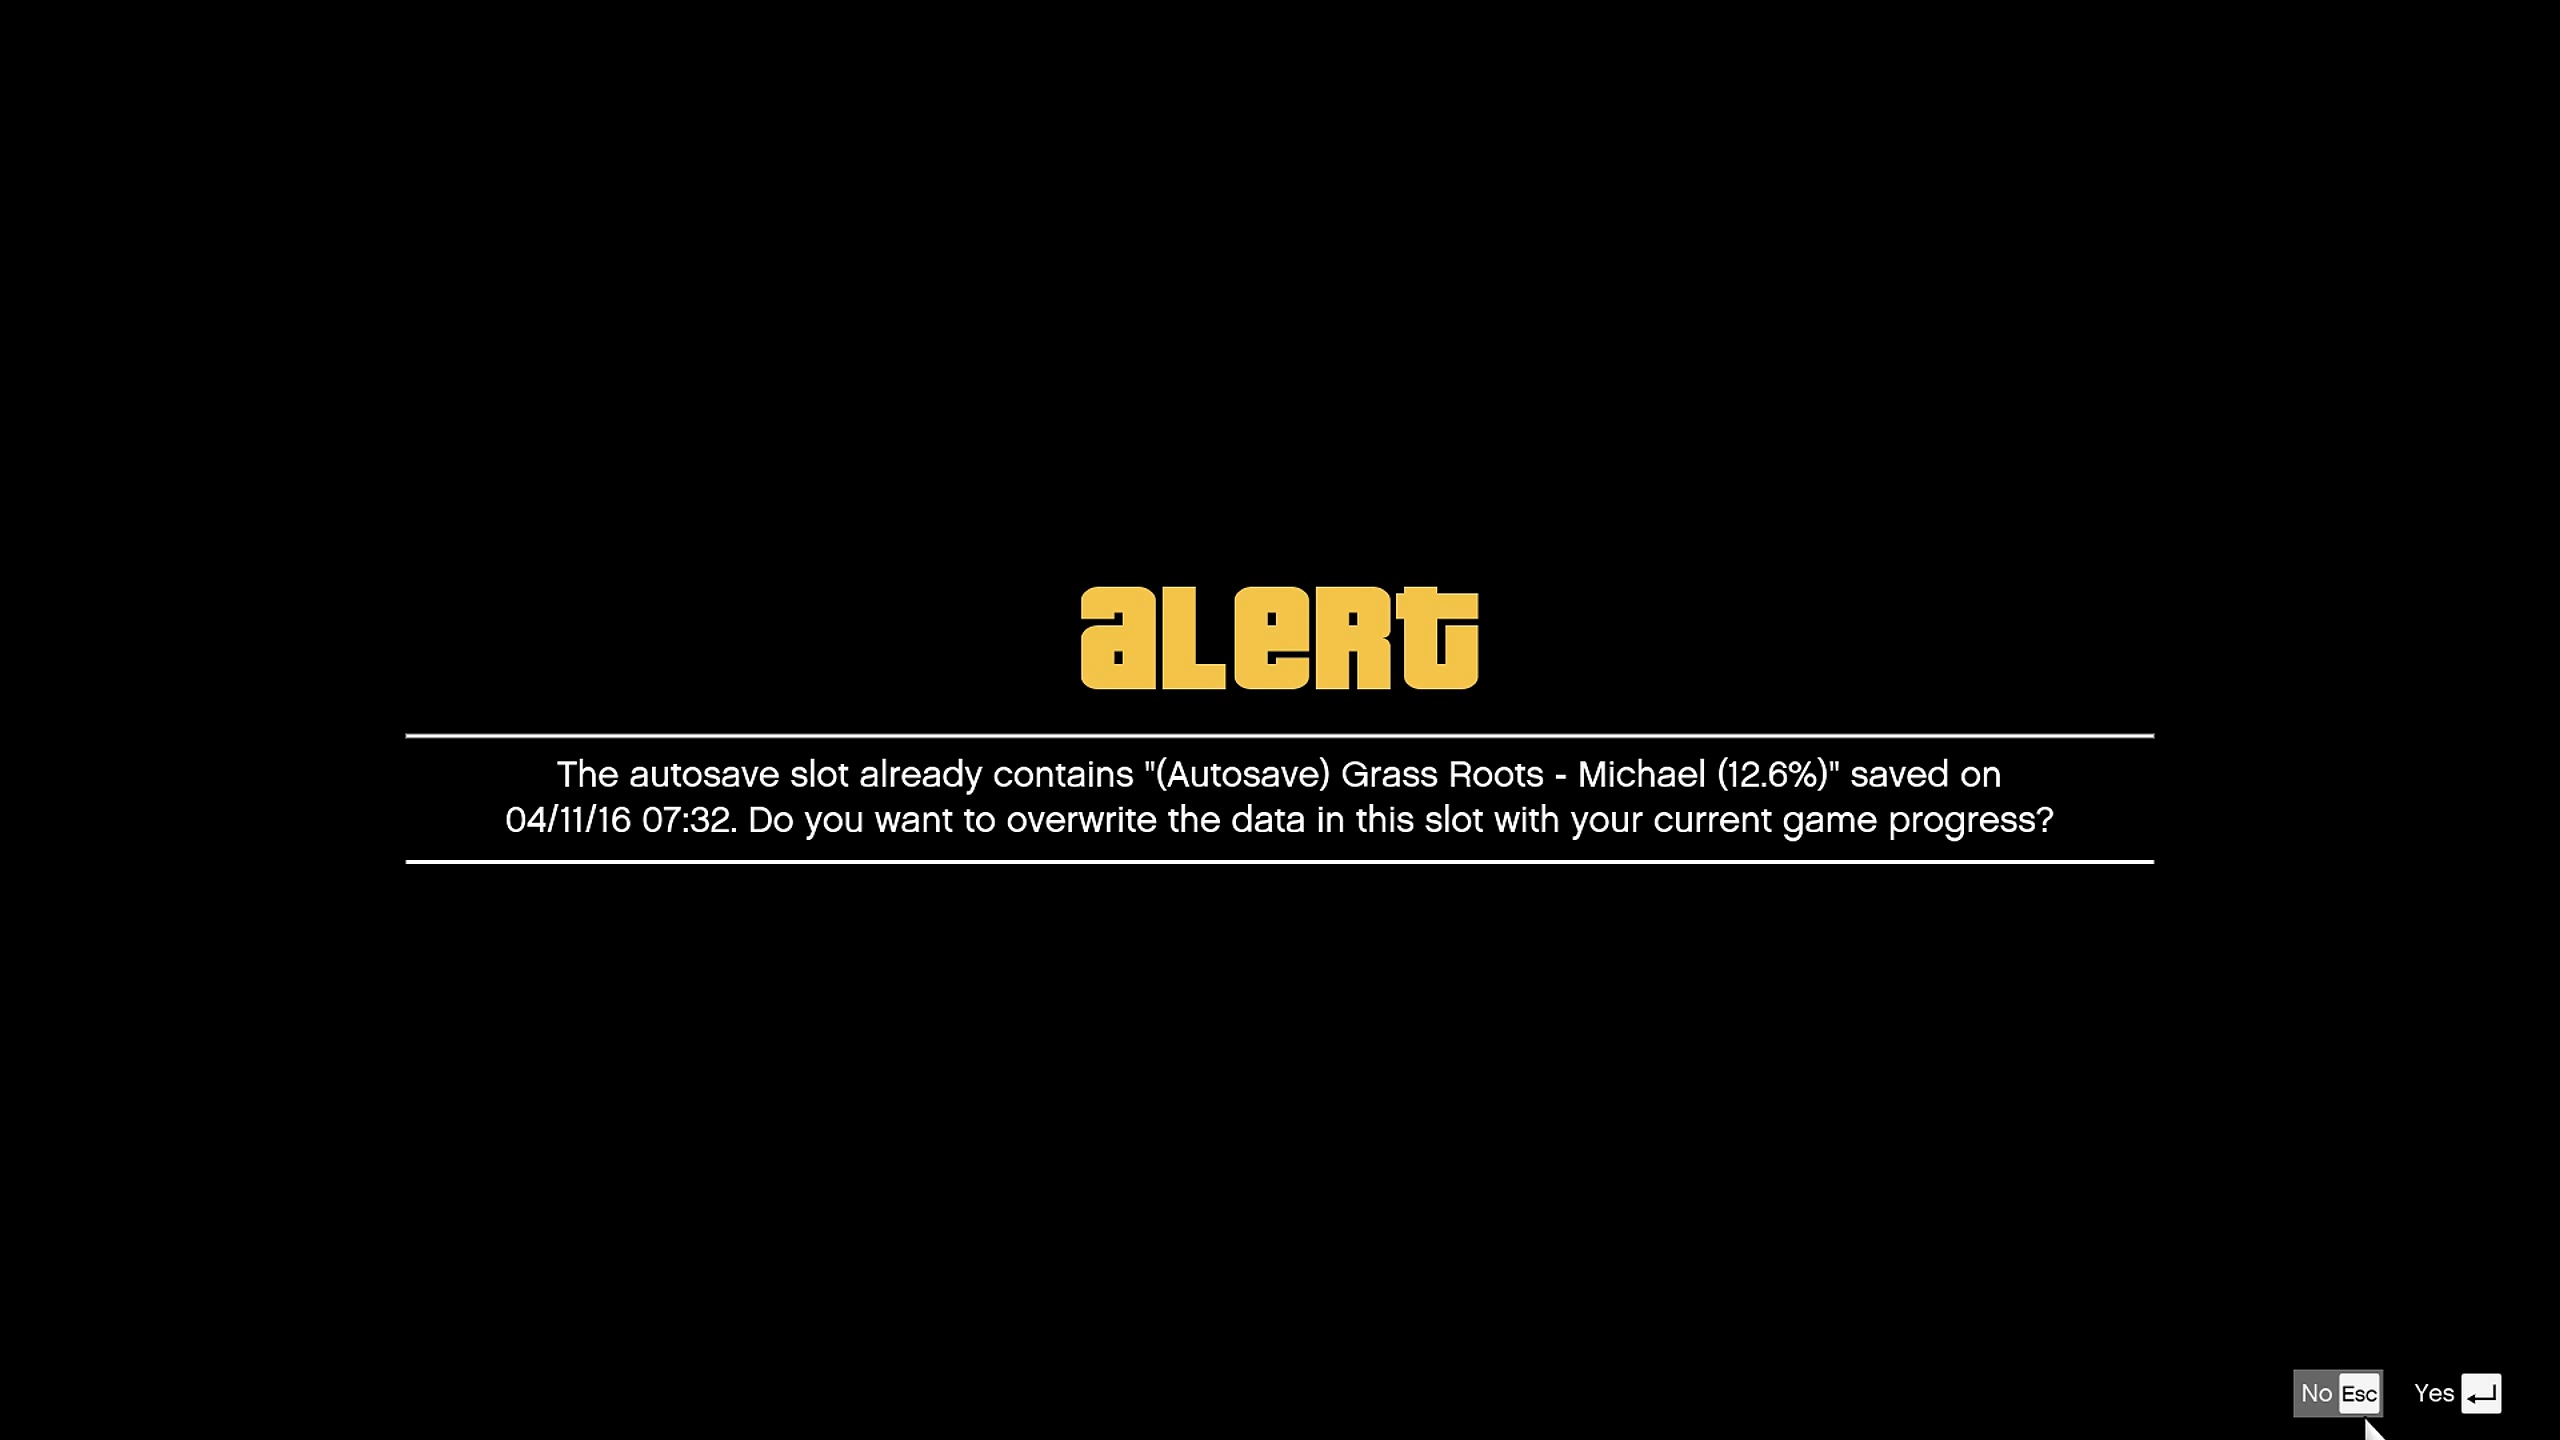 aLeRt
The autosave slot already contains "(Autosave) Grass Roots - Michael (12.6%)" saved on
04/11/16 07:32. Do you want to overwrite the data in this slot with your current game progress?
No Esc Yes